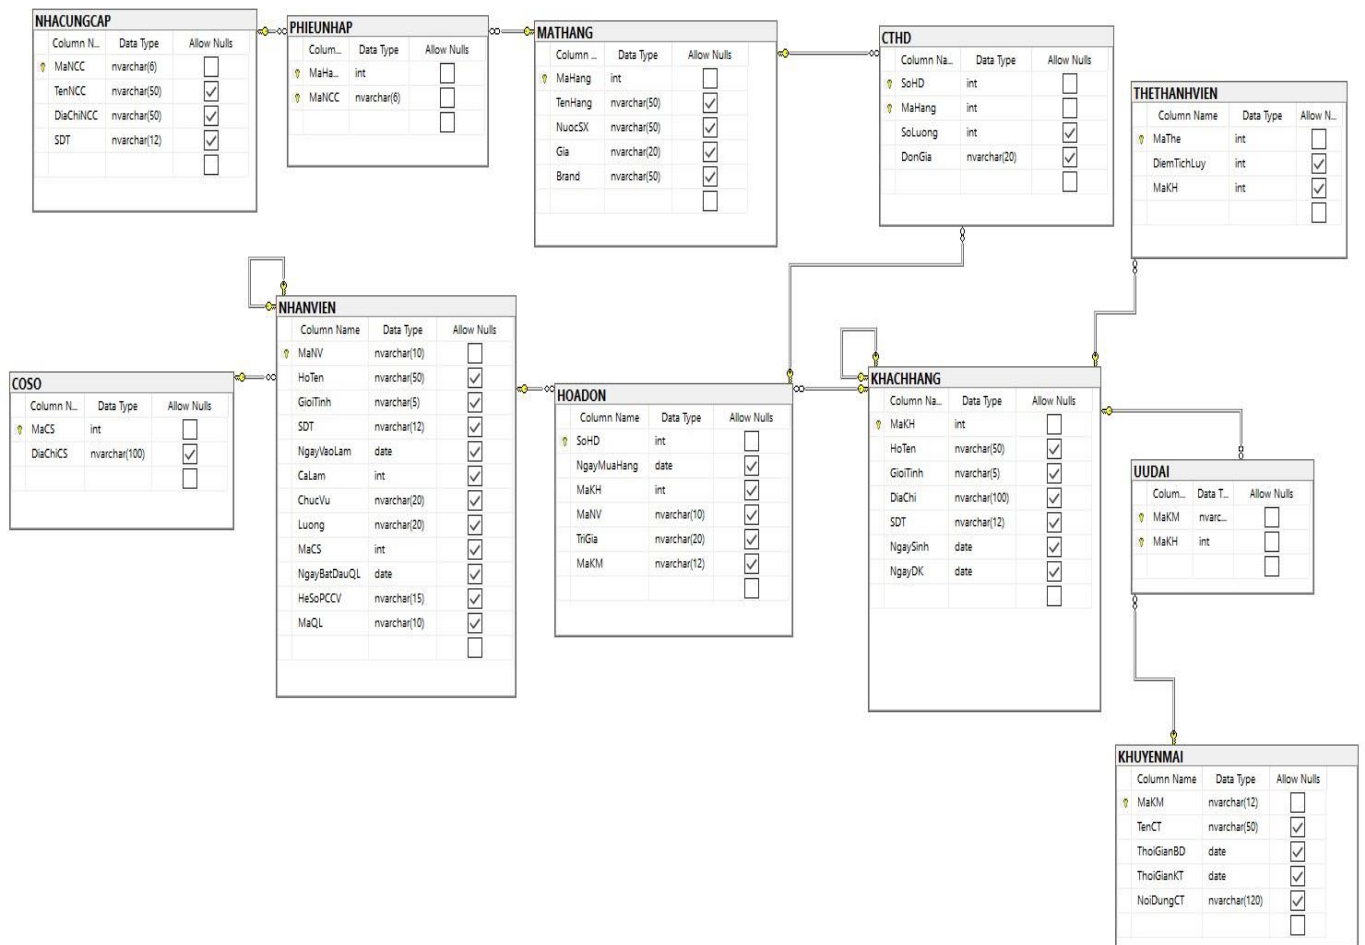 NHACUNGCAP
Column N... Data Type Allow Nulls
MaNCC nvarchar(6)
TenNCC nvarchar(50)
DiaChiNCC nvarchar(50)
SDT nvarchar(12)
PHIEUNHAP
Colum... Data Type Allow Nulls
MaHa... int
MaNCC nvarchar(6)
MATHANG
Column ... Data Type Allow Nulls
MaHang int
TenHang nvarchar(50)
NuocSX nvarchar(50)
Gia nvarchar(20)
Brand nvarchar(50)
CTHD
Column Na... Data Type Allow Nulls
SoHD int
MaHang int
SoLuong int
DonGia nvarchar(20)
THETHANHVIEN
Column Name Data Type Allow N...
MaThe int
DiemTichLuy int
MaKH int
NHANVIEN
Column Name Data Type Allow Nulls
MaNV nvarchar(10)
HoTen nvarchar(50)
GioiTinh nvarchar(5)
SDT nvarchar(12)
NgayVaoLam date
CaLam int
ChucVu nvarchar(20)
Luong nvarchar(20)
MaCS int
NgayBatDauQL date
HeSoPCCV nvarchar(15)
MaQL nvarchar(10)
COSO
Column N... Data Type Allow Nulls
MaCS int
DiaChiCS nvarchar(100)
HOADON
Column Name Data Type Allow Nulls
SoHD int
NgayMuaHang date
MaKH int
MaNV nvarchar(10)
TriGia nvarchar(20)
MaKM nvarchar(12)
KHACHHANG
Column Na... Data Type Allow Nulls
MaKH int
HoTen nvarchar(50)
GioiTinh nvarchar(5)
DiaChi nvarchar(100)
SDT nvarchar(12)
NgaySinh date
NgayDK date
UUDAI
Colum... Data T... Allow Nulls
MaKM nvarc...
MaKH int
KHUYENMAI
Column Name Data Type Allow Nulls
MaKM nvarchar(12)
TenCT nvarchar(50)
ThoiGianBD date
ThoiGianKT date
NoiDungCT nvarchar(120)